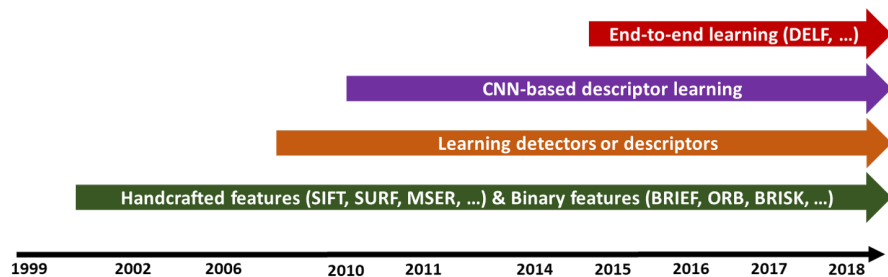 End-to-end learning (DELF, ...)
CNN-based descriptor learning
Learning detectors or descriptors
Handcrafted features (SIFT, SURF, MSER, ...) & Binary features (BRIEF, ORB, BRISK, ...)
1999 2002 2006 2010 2011 2014 2015 2016 2017 2018